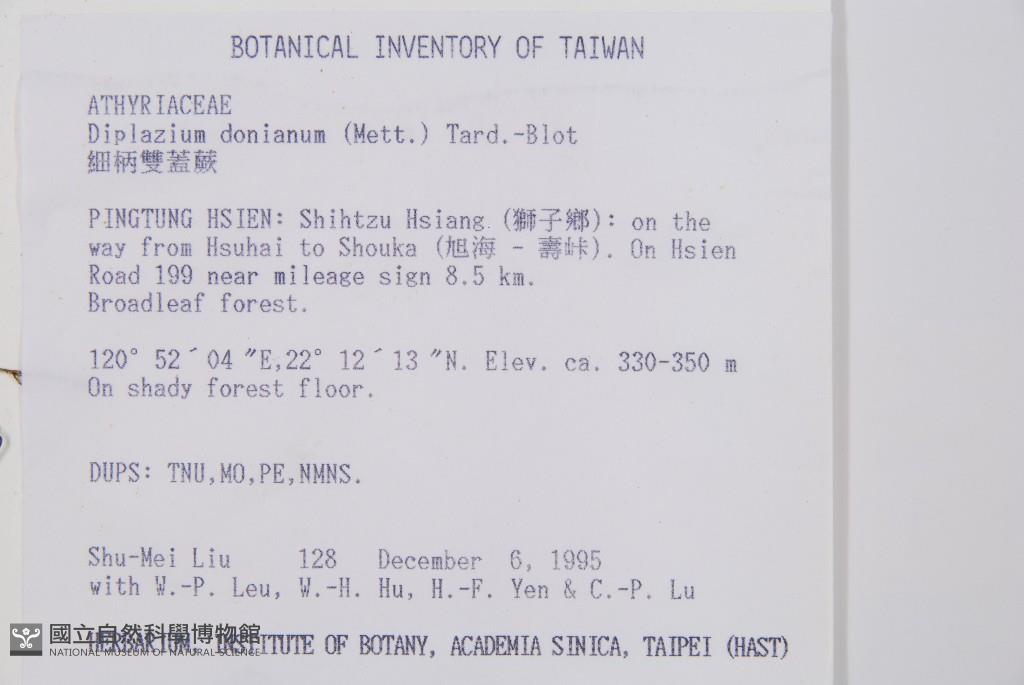 BOTANICAL INVENTORY OF TAIWAN
ATHYRIACEAE
Diplazium donianum (Mett.) Tard.-Blot
細柄雙蓋蕨
PINGTUNG HSIEN: Shihtzu Hsiang (獅子鄉): on the
way from Hsuhai to Shouka (旭海 - 壽峠). On Hsien
Road 199 near mileage sign 8.5 km.
Broadleaf forest.
120° 52´04 ″E,22° 12´13 ″N. Elev. ca. 330-350 m
On shady forest floor.
DUPS: TNU,MO,PE,NMNS.
Shu-Mei Liu 128 December 6, 1995
with W.-P. Leu, W.-H. Hu, H.-F. Yen & C.-P. Lu
HERBARIUM, INSTITUTE OF BOTANY, ACADEMIA SINICA, TAIPEI (HAST)
國立自然科學博物館
NATIONAL MUSEUM OF NATURAL SCIENCE